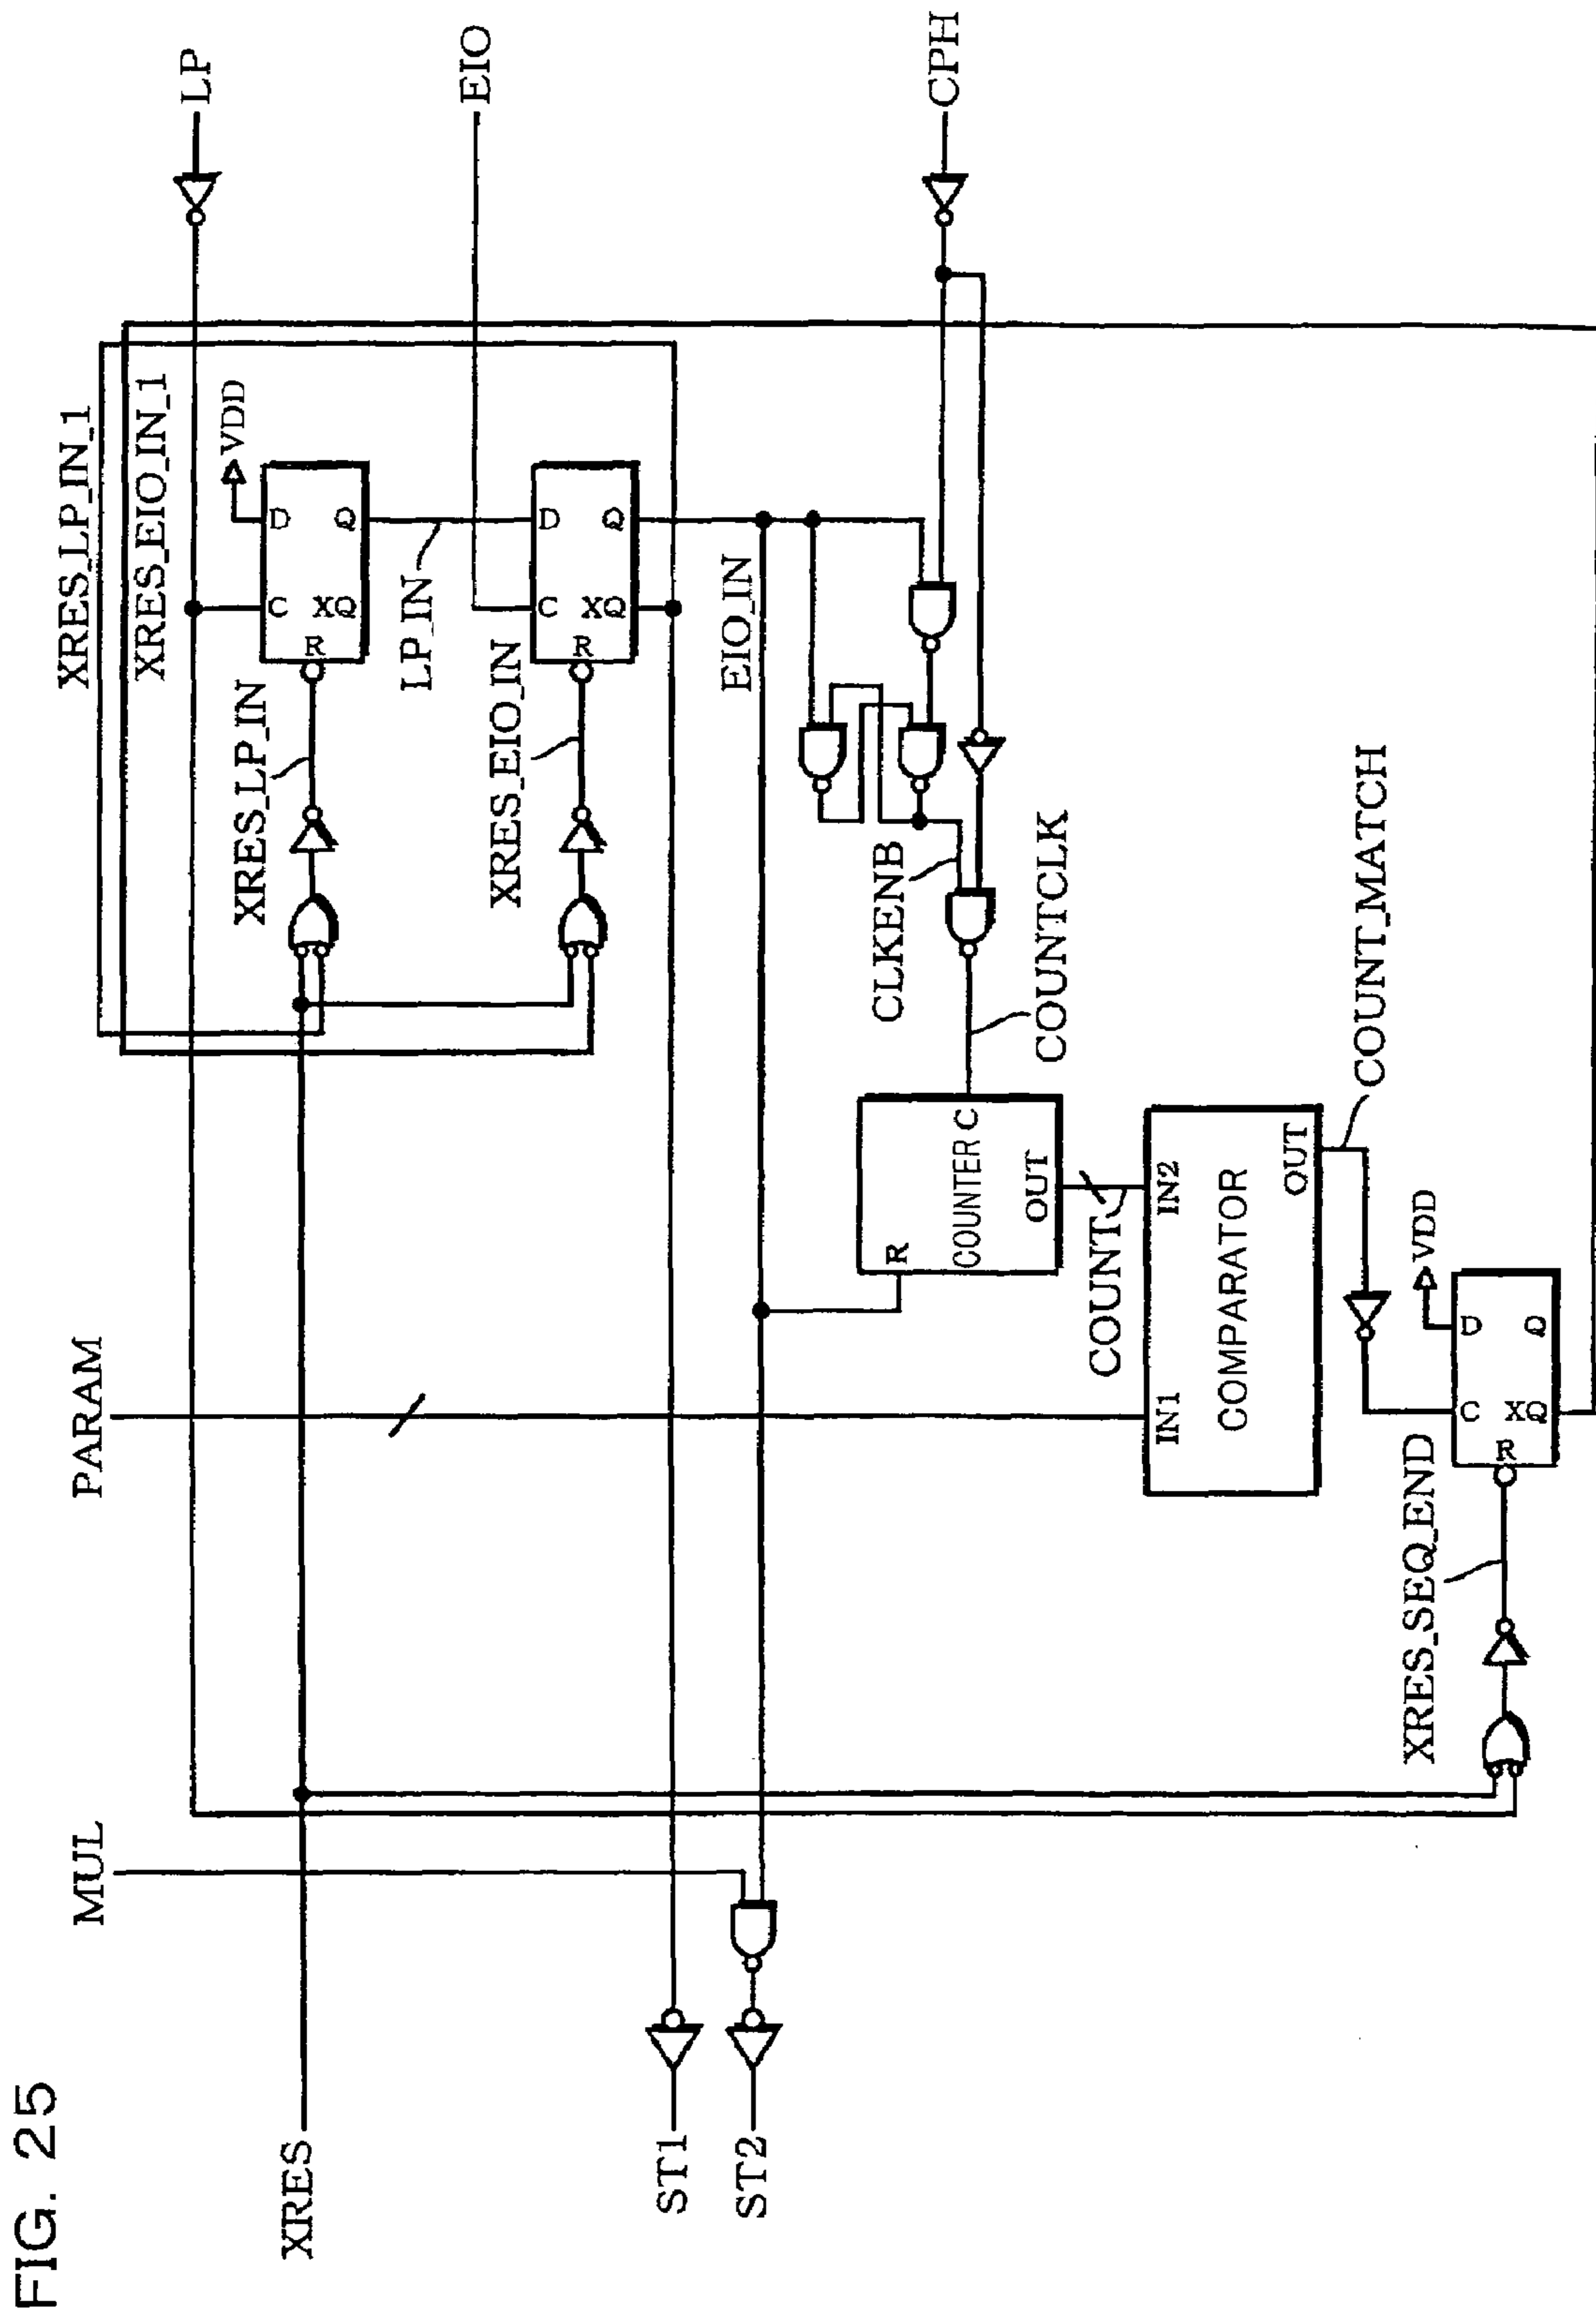 FIG. 25
LP
EIO
CPH
XRES_LP_IN_1
XRES_EIO_IN_1
VDD
D
Q
C
XQ
R
XRES_LP_IN
LP_IN
D
Q
C
XQ
R
XRES_EIO_IN
EIO_IN
CLKENB
COUNTCLK
COUNT_MATCH
C
COUNTER
OUT
R
COUNT
IN2
OUT
COMPARATOR
IN1
PARAM
VDD
D
Q
C
XQ
R
XRES_SEQ_END
MUL
XRES
ST1
ST2